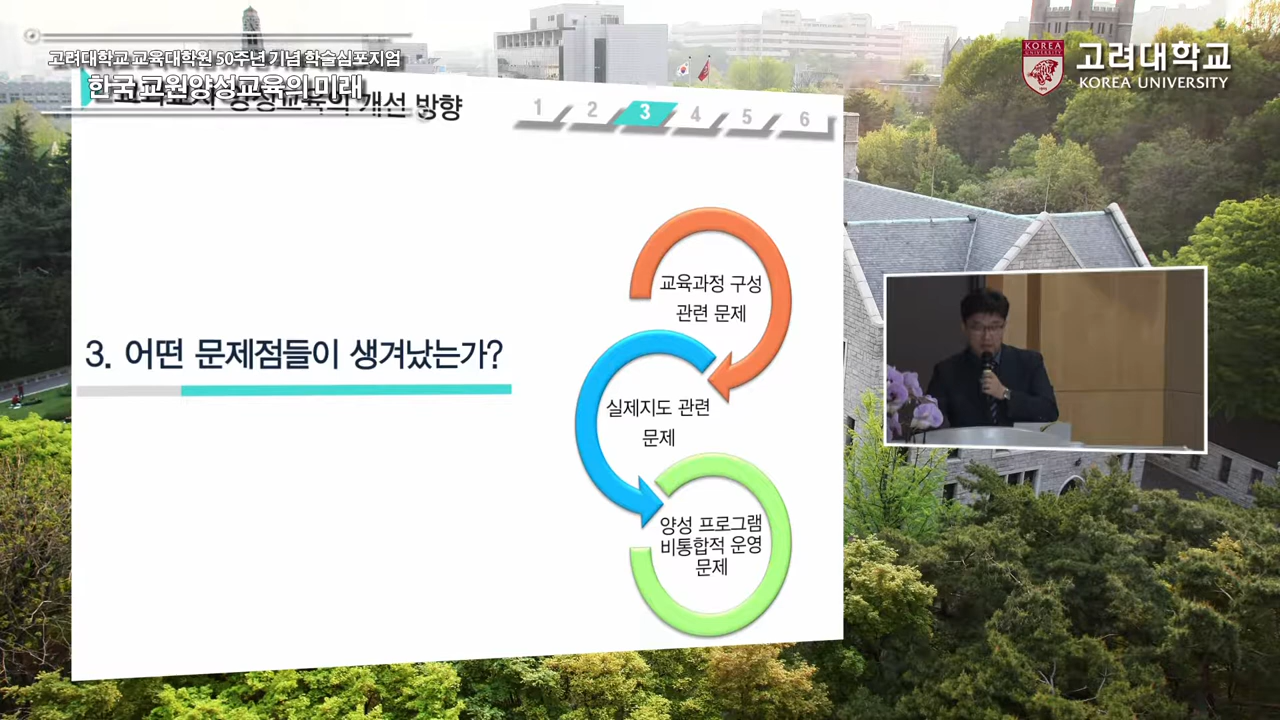 고려대학교 교육대학원 50주년 기념 학술심포지엄
한국 교원양성교육의 미래
개선 방향
1 2 3 4 5 6
KOREA
고려대학교
KOREA UNIVERSITY
교육과정 구성
관련 문제
3. 어떤 문제점들이 생겨났는가?
실제지도 관련
문제
양성 프로그램
비통합적 운영
문제